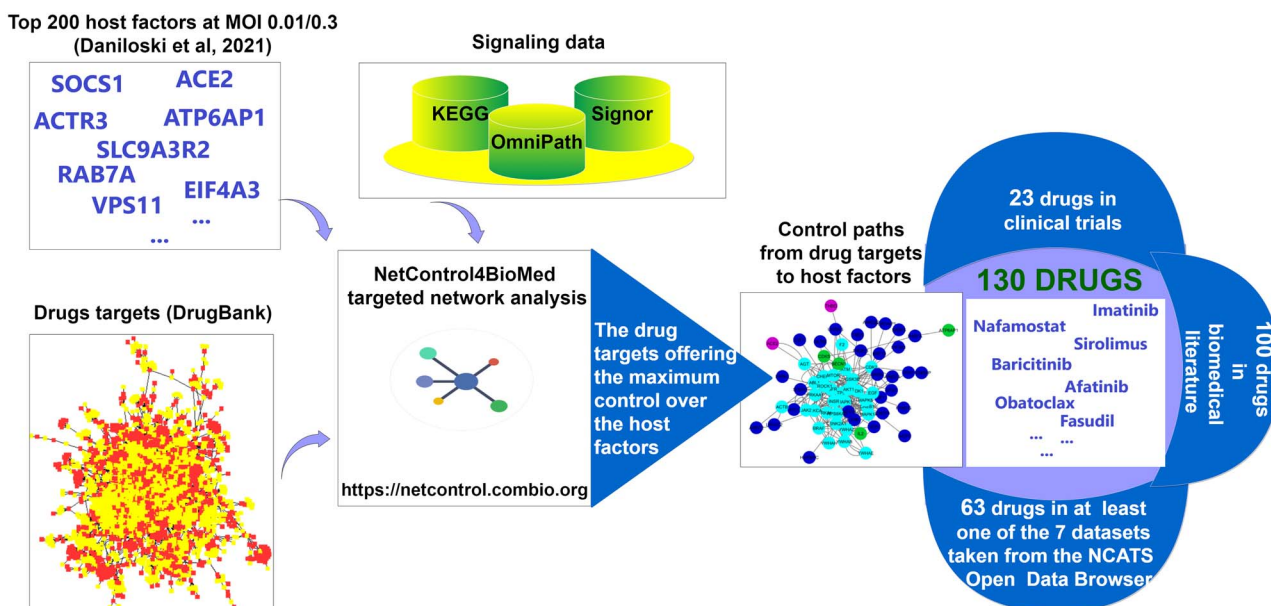 Top 200 host factors at MOI 0.01/0.3
(Daniloski et al, 2021)
SOCS1
ACE2
ACTR3
ATP6AP1
SLC9A3R2
RAB7A
EIF4A3
VPS11
...
...
Signaling data
KEGG
Signor
OmniPath
Drugs targets (DrugBank)
NetControl4BioMed
targeted network analysis
https://netcontrol.combio.org
The drug
targets offering
the maximum
control over
the host
factors
Control paths
from drug targets
to host factors
23 drugs in
clinical trials
130 DRUGS
Imatinib
Nafamostat
Sirolimus
Baricitinib
Afatinib
Obatoclax
Fasudil
... ...
...
100 drugs
in
biomedical
literature
63 drugs in at least
one of the 7 datasets
taken from the NCATS
Open Data Browser